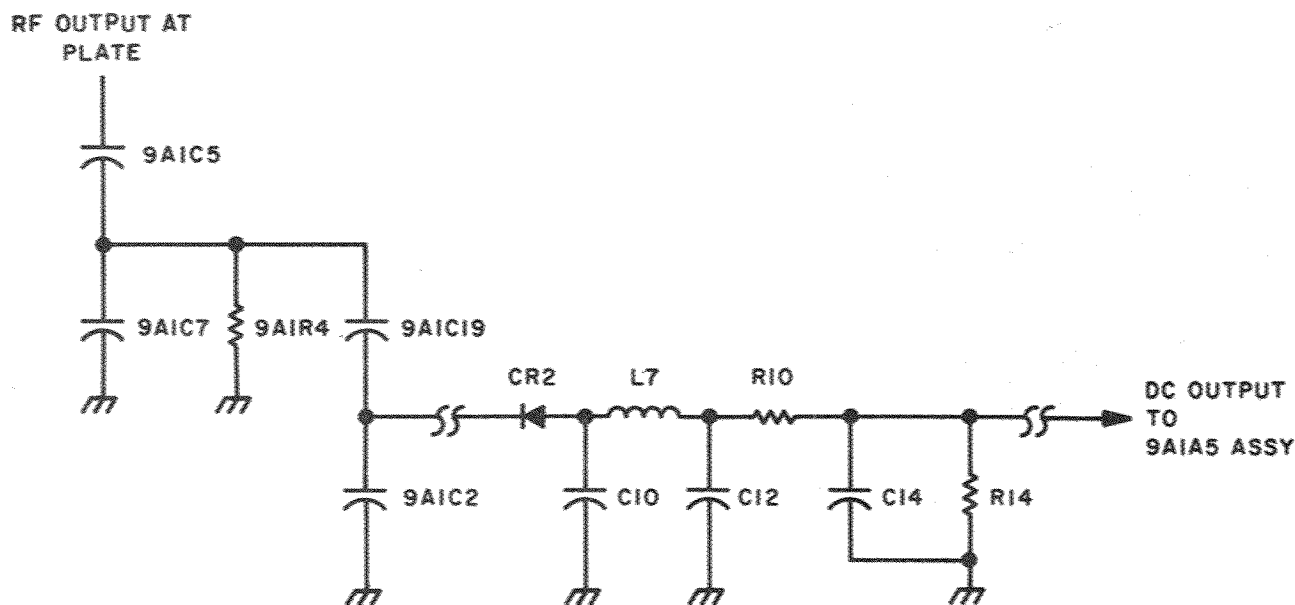 RF OUTPUT AT
PLATE
9A1C5
9A1C7
9A1R4
9A1C19
CR2
L7
R10
DC OUTPUT
TO
9A1A5 ASSY
9A1C2
C10
C12
C14
R14